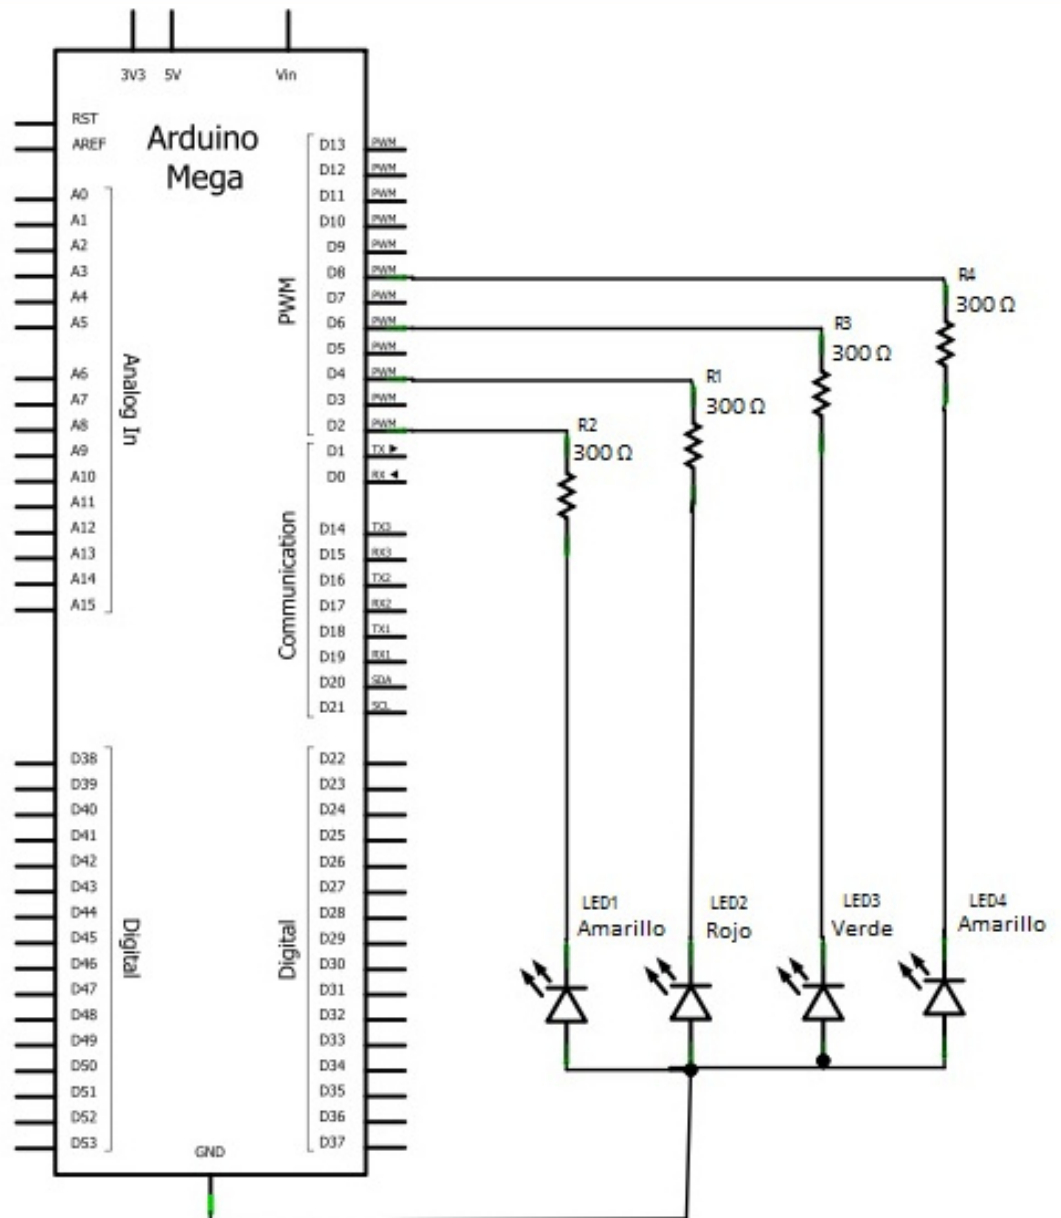 3V3 5V Vin
Arduino
Mega
RST
AREF
A0
A1
A2
A3
A4
A5
A6
A7
A8
A9
A10
A11
A12
A13
A14
A15
Analog In
D38
D39
D40
D41
D42
D43
D44
D45
D46
D47
D48
D49
D50
D51
D52
D53
Digital
GND
PWM
D13 PWM
D12 PWM
D11 PWM
D10 PWM
D9 PWM
D8 PWM
D7 PWM
D6 PWM
D5 PWM
D4 PWM
D3 PWM
D2 PWM
Communication
D1 TX
D0 RX
D14 TX3
D15 RX3
D16 TX2
D17 RX2
D18 TX1
D19 RX1
D20 SDA
D21 SCL
Digital
D22
D23
D24
D25
D26
D27
D28
D29
D30
D31
D32
D33
D34
D35
D36
D37
R4
300 Ω
R3
300 Ω
R1
300 Ω
R2
300 Ω
LED1
Amarillo
LED2
Rojo
LED3
Verde
LED4
Amarillo